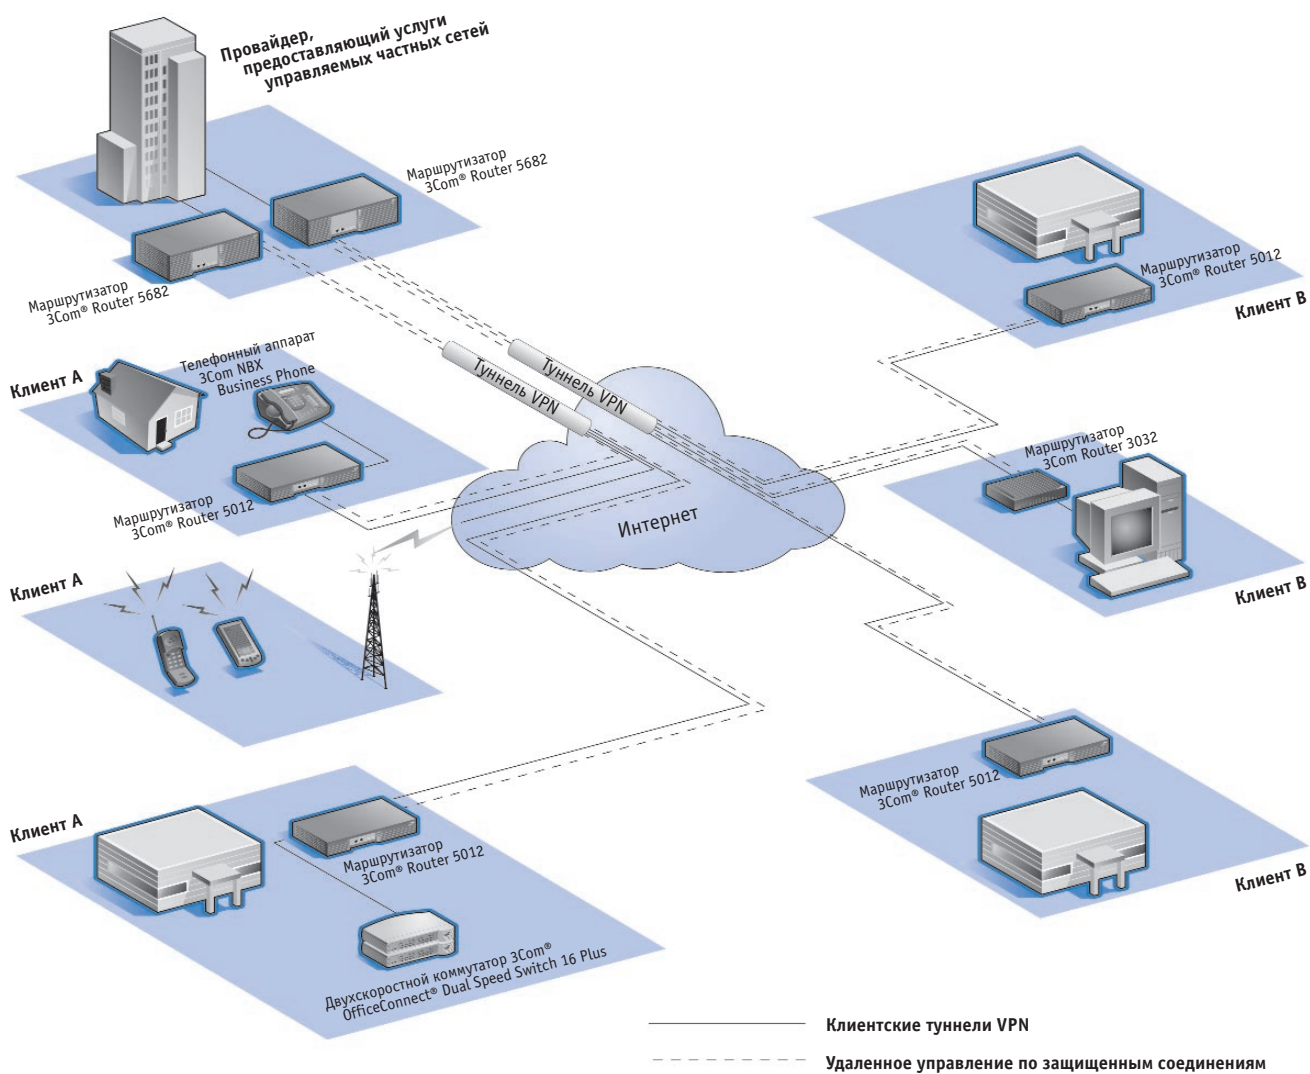 Провайдер,
предоставляющий услуги
управляемых частных сетей
Маршрутизатор
3Com® Router 5682
Маршрутизатор
3Com® Router 5682
Маршрутизатор
3Com® Router 5012
Клиент В
Туннель VPN
Туннель VPN
Клиент А
Телефонный аппарат
3Com NBX
Business Phone
Маршрутизатор
3Com® Router 5012
Интернет
Маршрутизатор
3Com Router 3032
Клиент В
Клиент А
Клиент А
Маршрутизатор
3Com® Router 5012
Двухскоростной коммутатор 3Com®
OfficeConnect® Dual Speed Switch 16 Plus
Маршрутизатор
3Com® Router 5012
Клиент В
Клиентские туннели VPN
Удаленное управление по защищенным соединениям